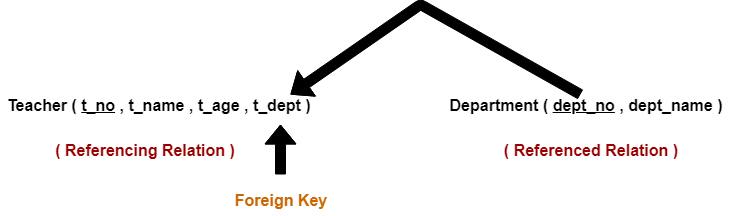 Teacher ( t_no , t_name , t_age , t_dept )
Department ( dept_no , dept_name )
( Referencing Relation )
( Referenced Relation )
Foreign Key